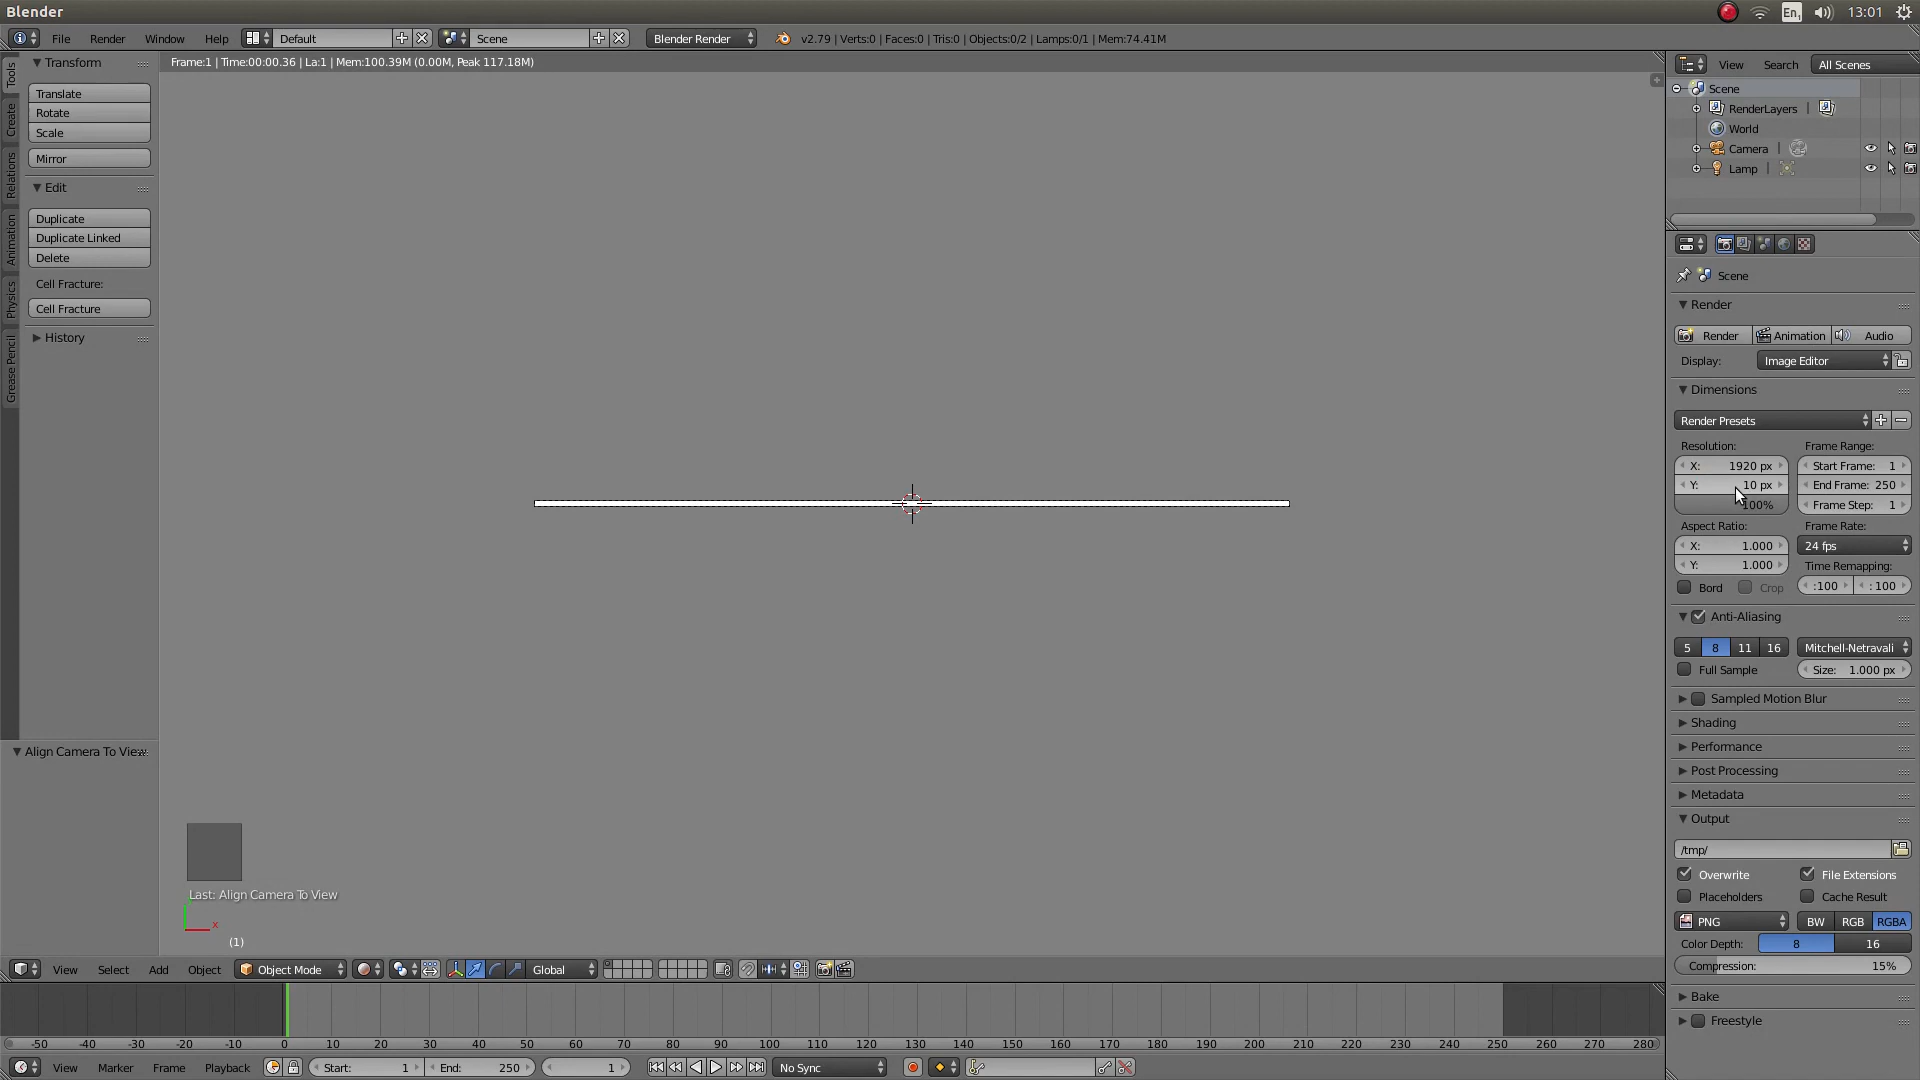 Blender
En1
13:01
File Render Window Help Default Scene Blender Render v2.79 | Verts:0 | Faces:0 | Tris:0 | Objects:0/2 | Lamps:0/1 | Mem:74.41M
Frame:1 | Time:00:00.36 | La:1 | Mem:100.39M (0.00M, Peak 117.18M)
Tools
Create
Relations
Animation
Physics
Grease Pencil
Transform
Translate
Rotate
Scale
Mirror
Edit
Duplicate
Duplicate Linked
Delete
Cell Fracture:
Cell Fracture
History
Align Camera To View
Last: Align Camera To View
x
(1)
View Select Add Object Object Mode Global
-50 -40 -30 -20 -10 0 10 20 30 40 50 60 70 80 90 100 110 120 130 140 150 160 170 180 190 200 210 220 230 240 250 260 270 280
View Marker Frame Playback Start: 1 End: 250 1 No Sync
View Search All Scenes
Scene
RenderLayers |
World
Camera |
Lamp |
Scene
Render
Render Animation Audio
Display: Image Editor
Dimensions
Render Presets
Resolution: Frame Range:
X: 1920 px Start Frame: 1
Y: 10 px End Frame: 250
100% Frame Step: 1
Aspect Ratio: Frame Rate:
X: 1.000 24 fps
Y: 1.000 Time Remapping:
Bord Crop :100 : 100
Anti-Aliasing
5 8 11 16 Mitchell-Netravali
Full Sample Size: 1.000 px
Sampled Motion Blur
Shading
Performance
Post Processing
Metadata
Output
/tmp/
Overwrite File Extensions
Placeholders Cache Result
PNG BW RGB RGBA
Color Depth: 8 16
Compression: 15%
Bake
Freestyle